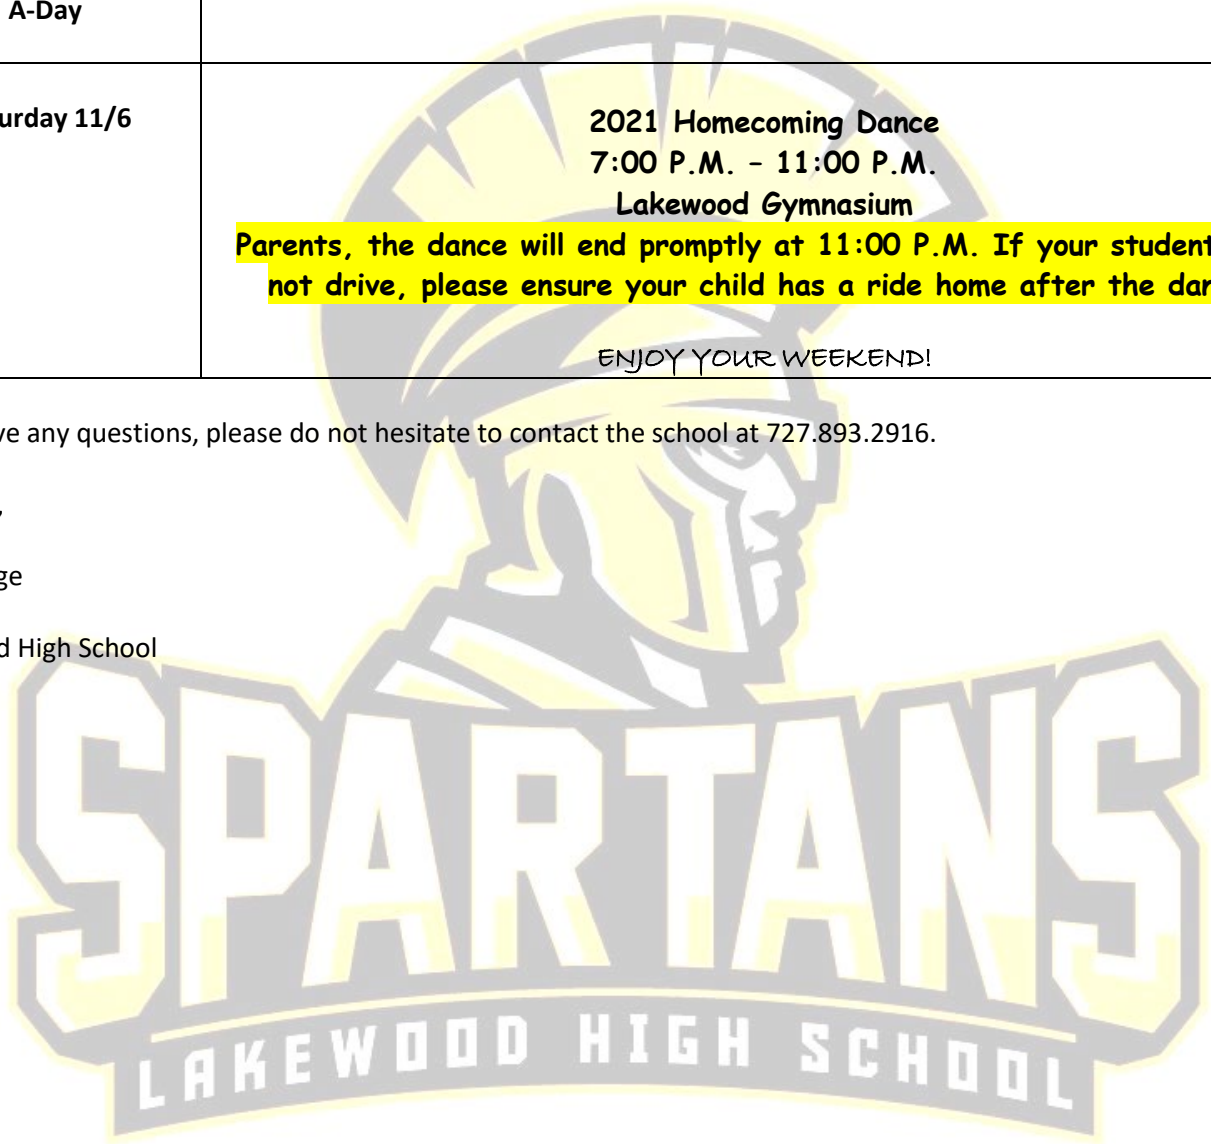 A-Day
urday 11/6
2021 Homecoming Dance
7:00 P.M. – 11:00 P.M.
Lakewood Gymnasium
Parents, the dance will end promptly at 11:00 P.M. If your student
not drive, please ensure your child has a ride home after the dan
ENJOY YOUR WEEKEND!
ve any questions, please do not hesitate to contact the school at 727.893.2916.
,
ge
d High School
SPARTANS
LAKEWOOD HIGH SCHOOL